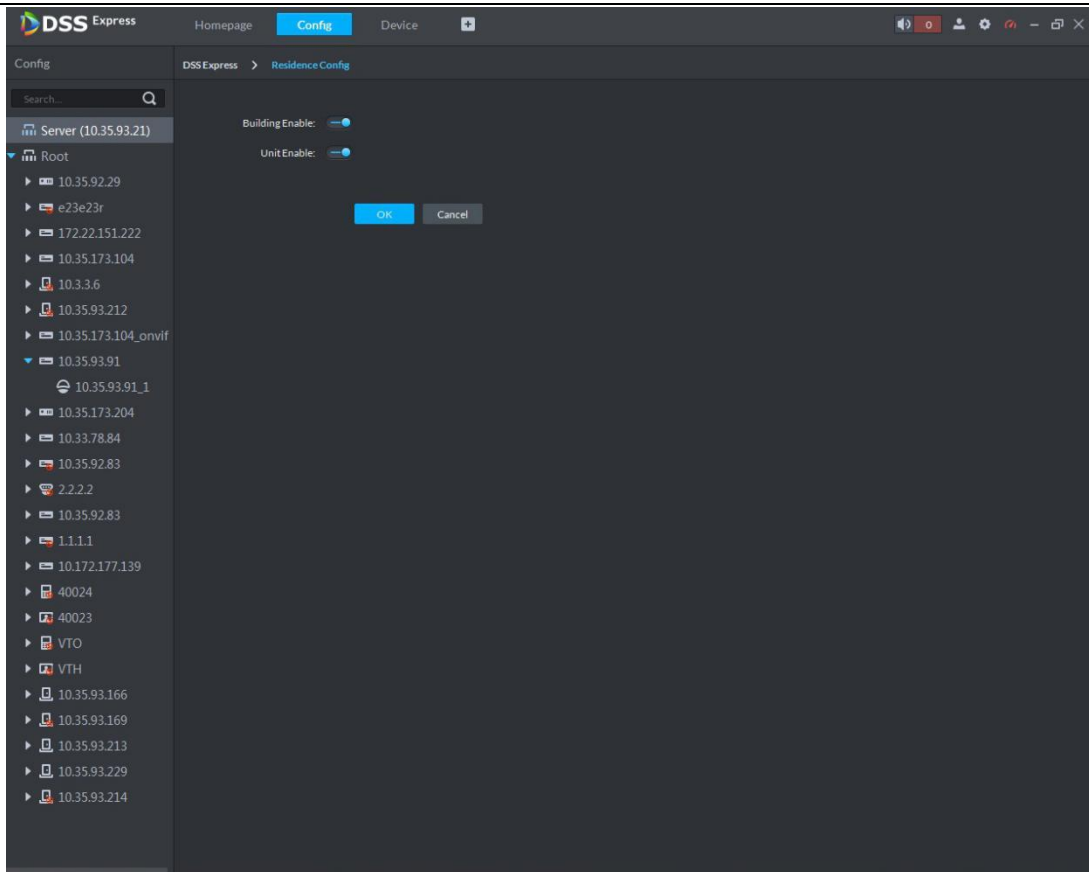 DSS Express
Homepage
Config
Device
0
Config
DSS Express > Residence Config
Search...
Server (10.35.93.21)
Root
10.35.92.29
e23e23r
172.22.151.222
10.35.173.104
10.3.3.6
10.35.93.212
10.35.173.104_onvif
10.35.93.91
10.35.93.91_1
10.35.173.204
10.33.78.84
10.35.92.83
2.2.2.2
10.35.92.83
1.1.1.1
10.172.177.139
40024
40023
VTO
VTH
10.35.93.166
10.35.93.169
10.35.93.213
10.35.93.229
10.35.93.214
Building Enable:
Unit Enable:
OK
Cancel